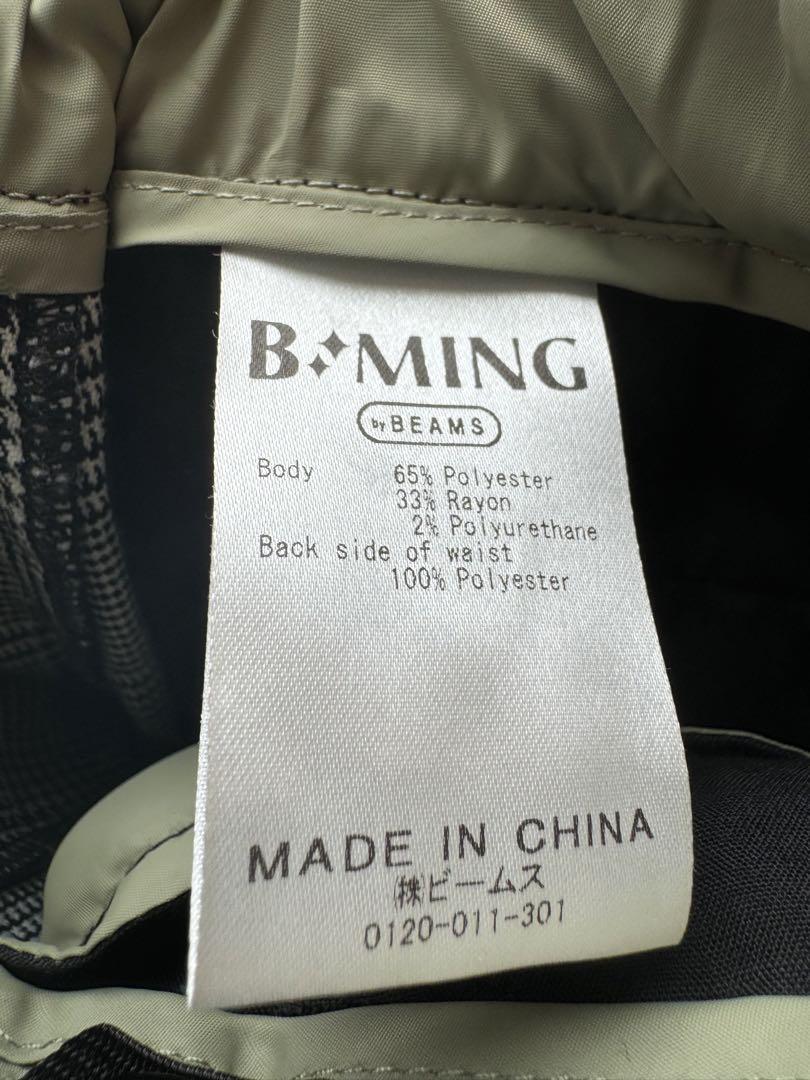 B:MING
by BEAMS
Body 65% Polyester
33% Rayon
2% Polyurethane
Back side of waist
100% Polyester
MADE IN CHINA
㈱ビームス
0120-011-301